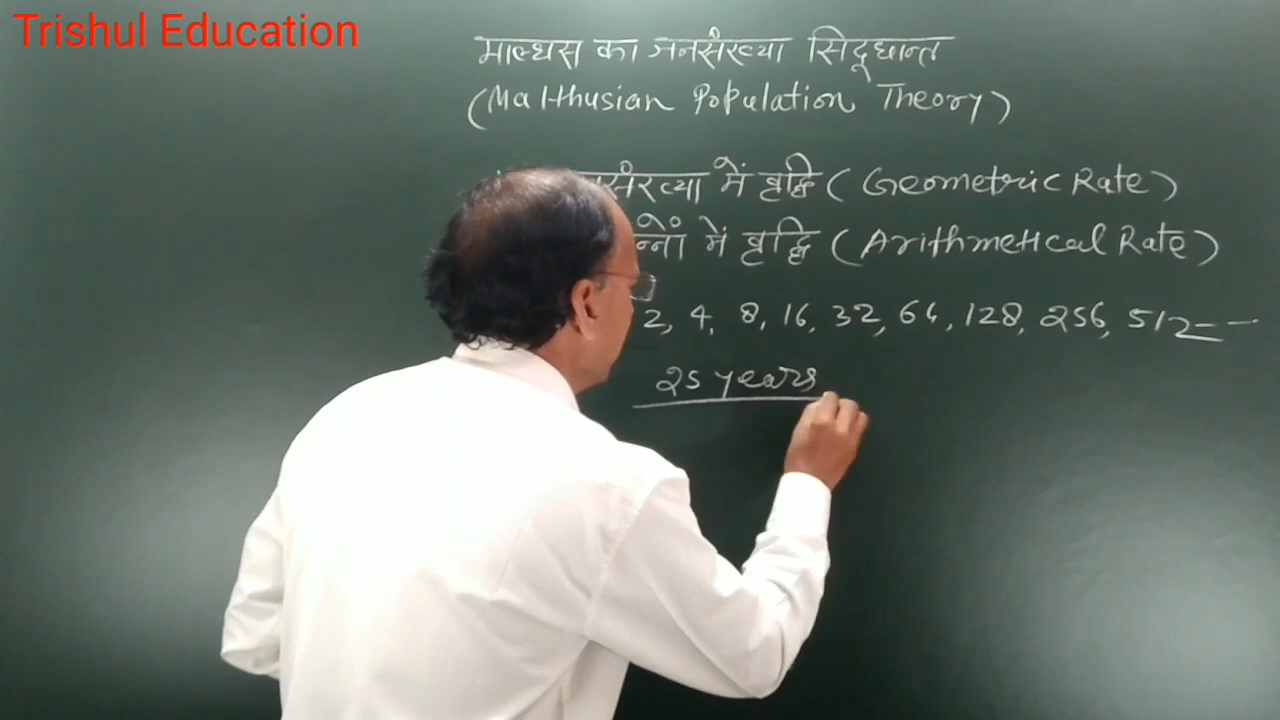 Trishul Education
माल्थस का जनसंख्या सिद्धान्त
(Malthusian Population Theory)
में वृद्धि (Geometric Rate)
में वृद्धि (Arithmetical Rate)
2, 4, 8, 16, 32, 64, 128, 256, 512---
25 years